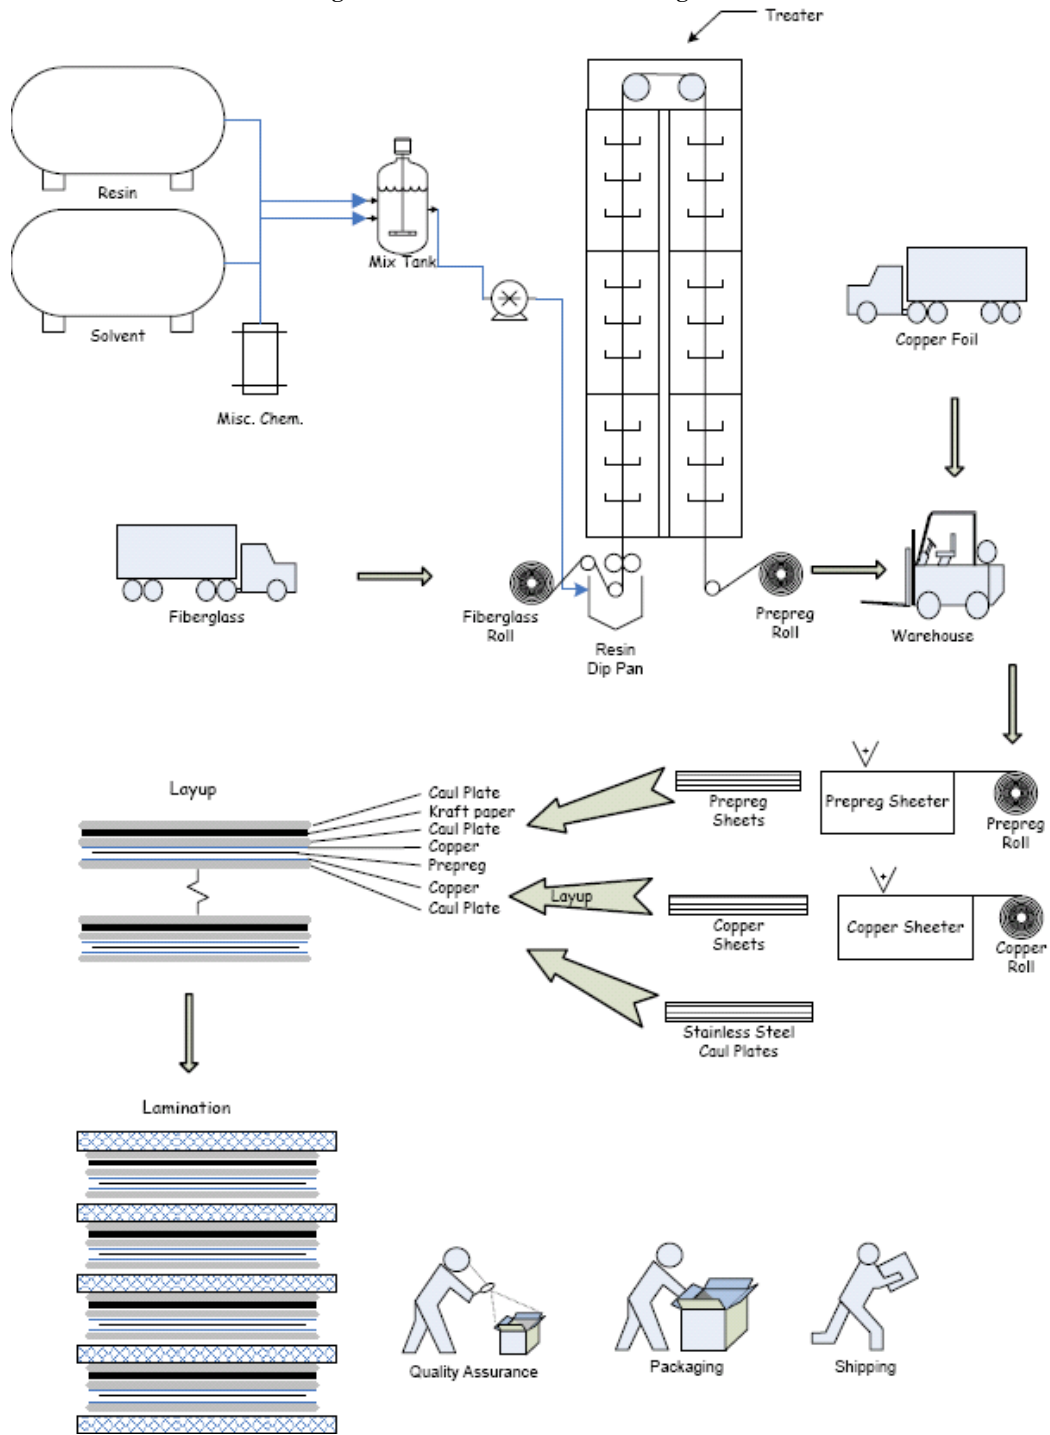 Treater
Resin
Mix Tank
Solvent
Copper Foil
Misc. Chem.
Fiberglass
Fiberglass
Roll
Prepreg
Roll
Warehouse
Resin
Dip Pan
Layup
Caul Plate
Kraft paper
Caul Plate
Copper
Prepreg
Copper
Caul Plate
Prepreg
Sheets
Prepreg Sheeter
Prepreg
Roll
Layup
Copper
Sheets
Copper Sheeter
Copper
Roll
Stainless Steel
Caul Plates
Lamination
Quality Assurance
Packaging
Shipping